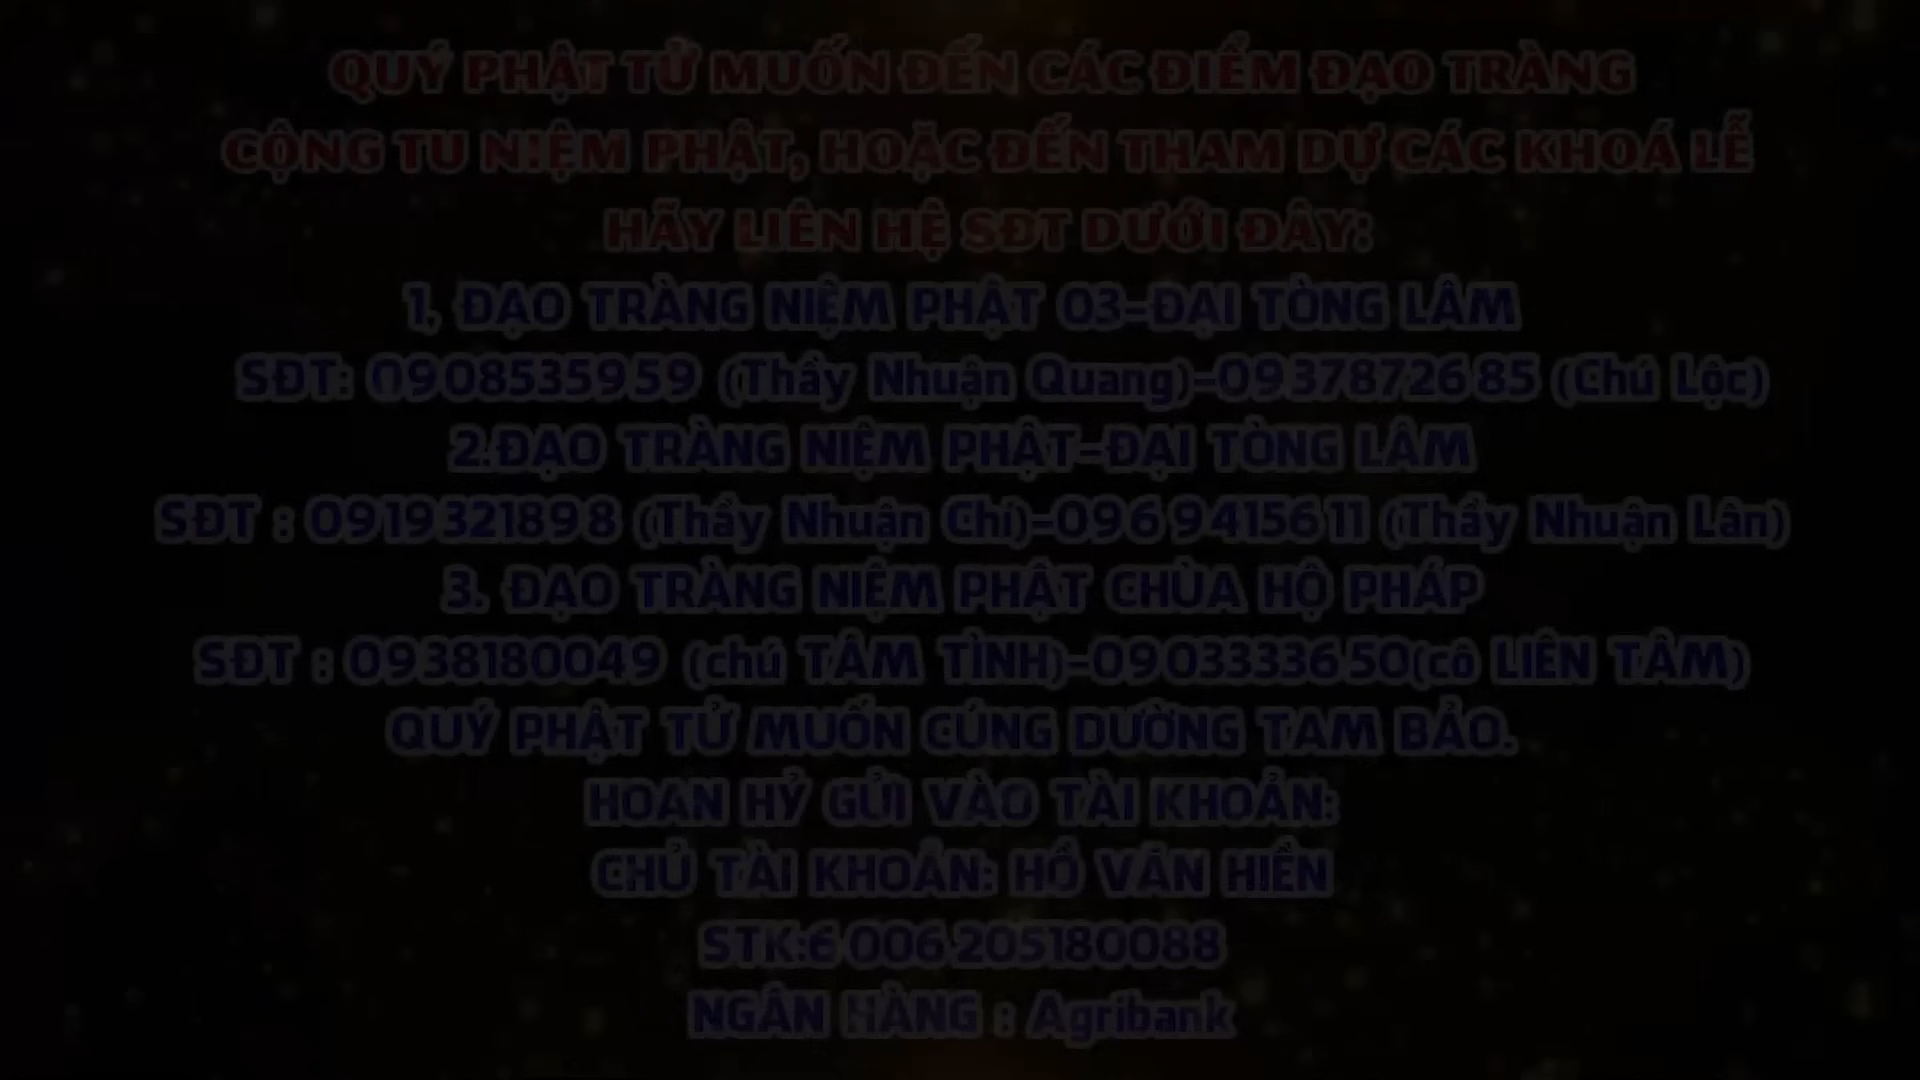 QUÝ PHẬT TỬ MUỐN ĐẾN CÁC ĐIỂM ĐẠO TRÀNG
CỘNG TU NIỆM PHẬT, HOẶC ĐẾN THAM DỰ CÁC KHOÁ LỄ
HÃY LIÊN HỆ SĐT DƯỚI ĐÂY:
1. ĐẠO TRÀNG NIỆM PHẬT 03-ĐẠI TÒNG LÂM
SĐT: 0908535959 (Thầy Nhuận Quang)-0937872685 (Chú Lộc)
2.ĐẠO TRÀNG NIỆM PHẬT-ĐẠI TÒNG LÂM
SĐT : 0919321898 (Thầy Nhuận Chí)-0969415611 (Thầy Nhuận Lân)
3. ĐẠO TRÀNG NIỆM PHẬT CHÙA HỘ PHÁP
SĐT : 0938180049 (chú TÂM TÌNH)-0903333650(cô LIÊN TÂM)
QUÝ PHẬT TỬ MUỐN CÚNG DƯỜNG TAM BẢO.
HOAN HỶ GỬI VÀO TÀI KHOẢN:
CHỦ TÀI KHOẢN: HỒ VĂN HIỀN
STK:6006205180088
NGÂN HÀNG : Agribank